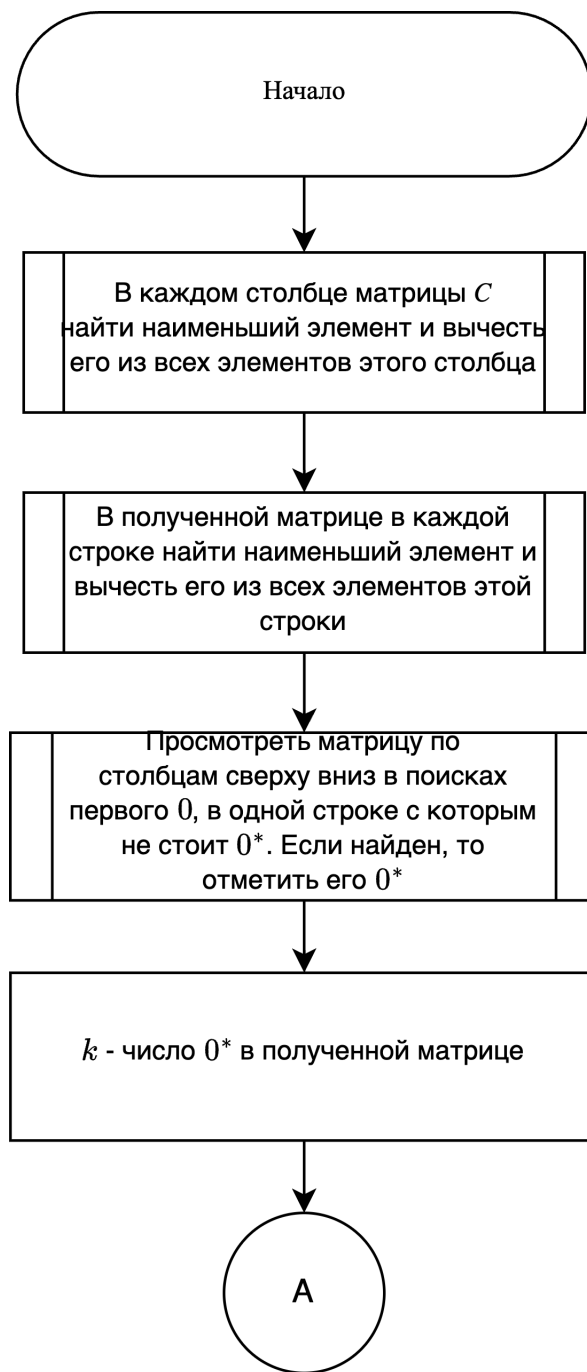 Начало
В каждом столбце матрицы C
найти наименьший элемент и вычесть
его из всех элементов этого столбца
В полученной матрице в каждой
строке найти наименьший элемент и
вычесть его из всех элементов этой
строки
Просмотреть матрицу по
столбцам сверху вниз в поисках
первого 0, в одной строке с которым
не стоит 0*. Если найден, то
отметить его 0*
k - число 0* в полученной матрице
А